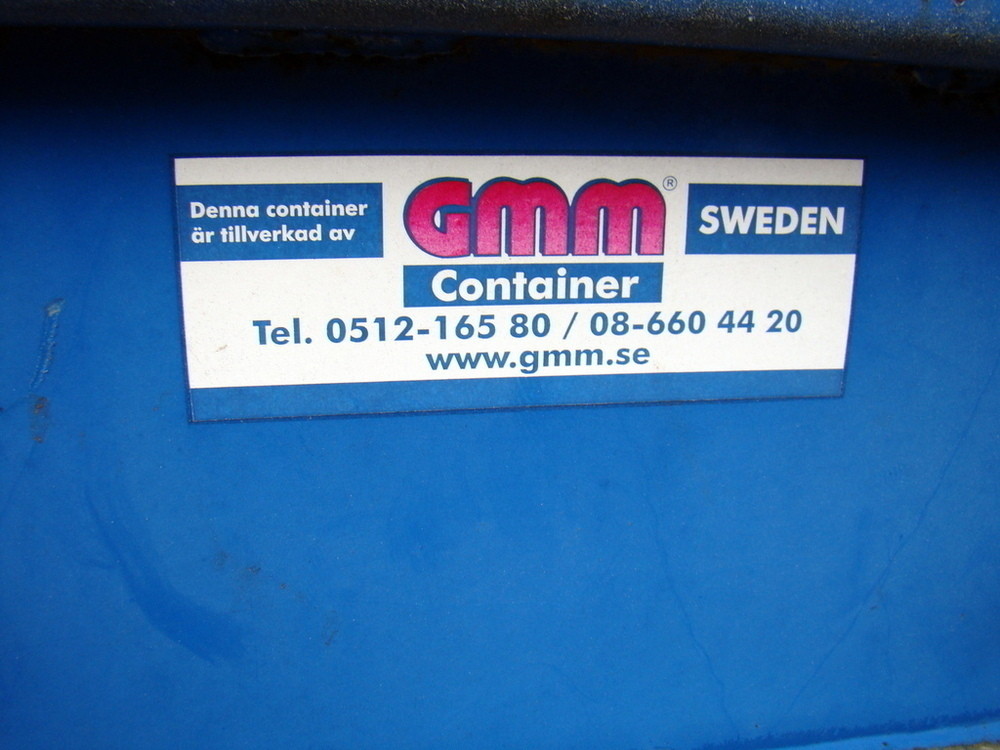 Denna container
är tillverkad av
GMM®
Container
SWEDEN
Tel. 0512-165 80 / 08-660 44 20
www.gmm.se